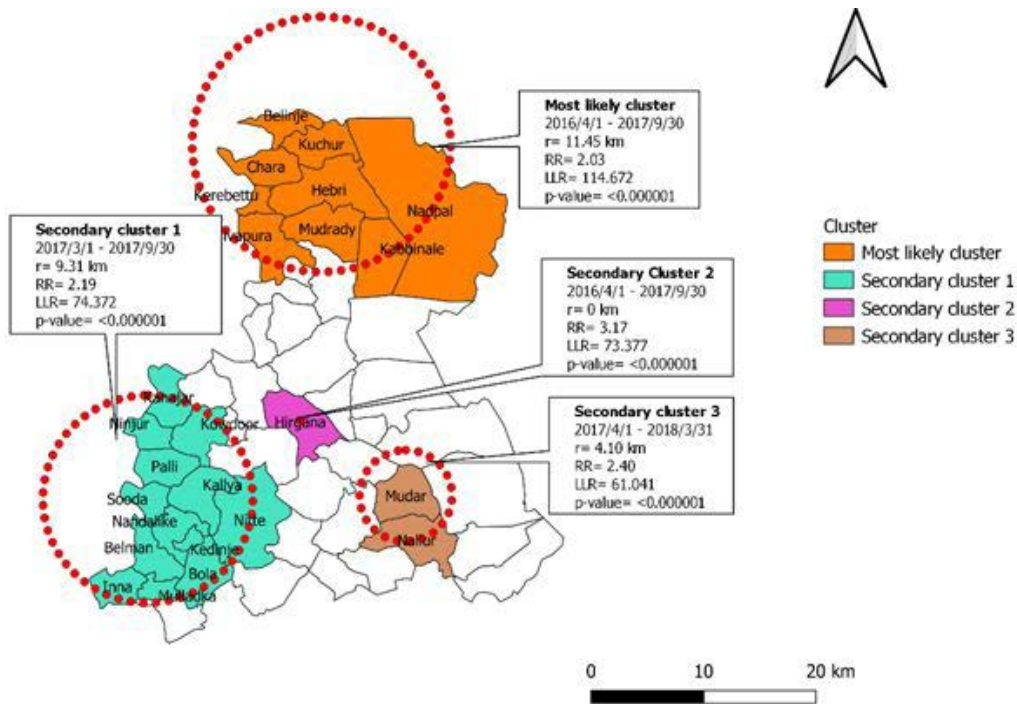 Most likely cluster
2016/4/1 - 2017/9/30
r= 11.45 km
RR= 2.03
LLR= 114.672
p-value= <0.000001
Belinje
Kuchur
Chara
Hebri
Kerebettu
Nadpal
Mudrady
Kabbinale
Secondary cluster 1
2017/3/1 - 2017/9/30
r= 9.31 km
RR= 2.19
LLR= 74.372
p-value= <0.000001
Cluster
Most likely cluster
Secondary cluster 1
Secondary cluster 2
Secondary cluster 3
Secondary Cluster 2
2016/4/1 - 2017/9/30
r= 0 km
RR= 3.17
LLR= 73.377
p-value= <0.000001
Kanajar
Ninjur
Kowdoor
Hirgana
Secondary cluster 3
2017/4/1 - 2018/3/31
r= 4.10 km
RR= 2.40
LLR= 61.041
p-value= <0.000001
Palli
Kallya
Mudar
Sooda
Nandalike
Nitte
Belman
Kedinje
Nallur
Bola
Inna
Mulladka
0 10 20 km